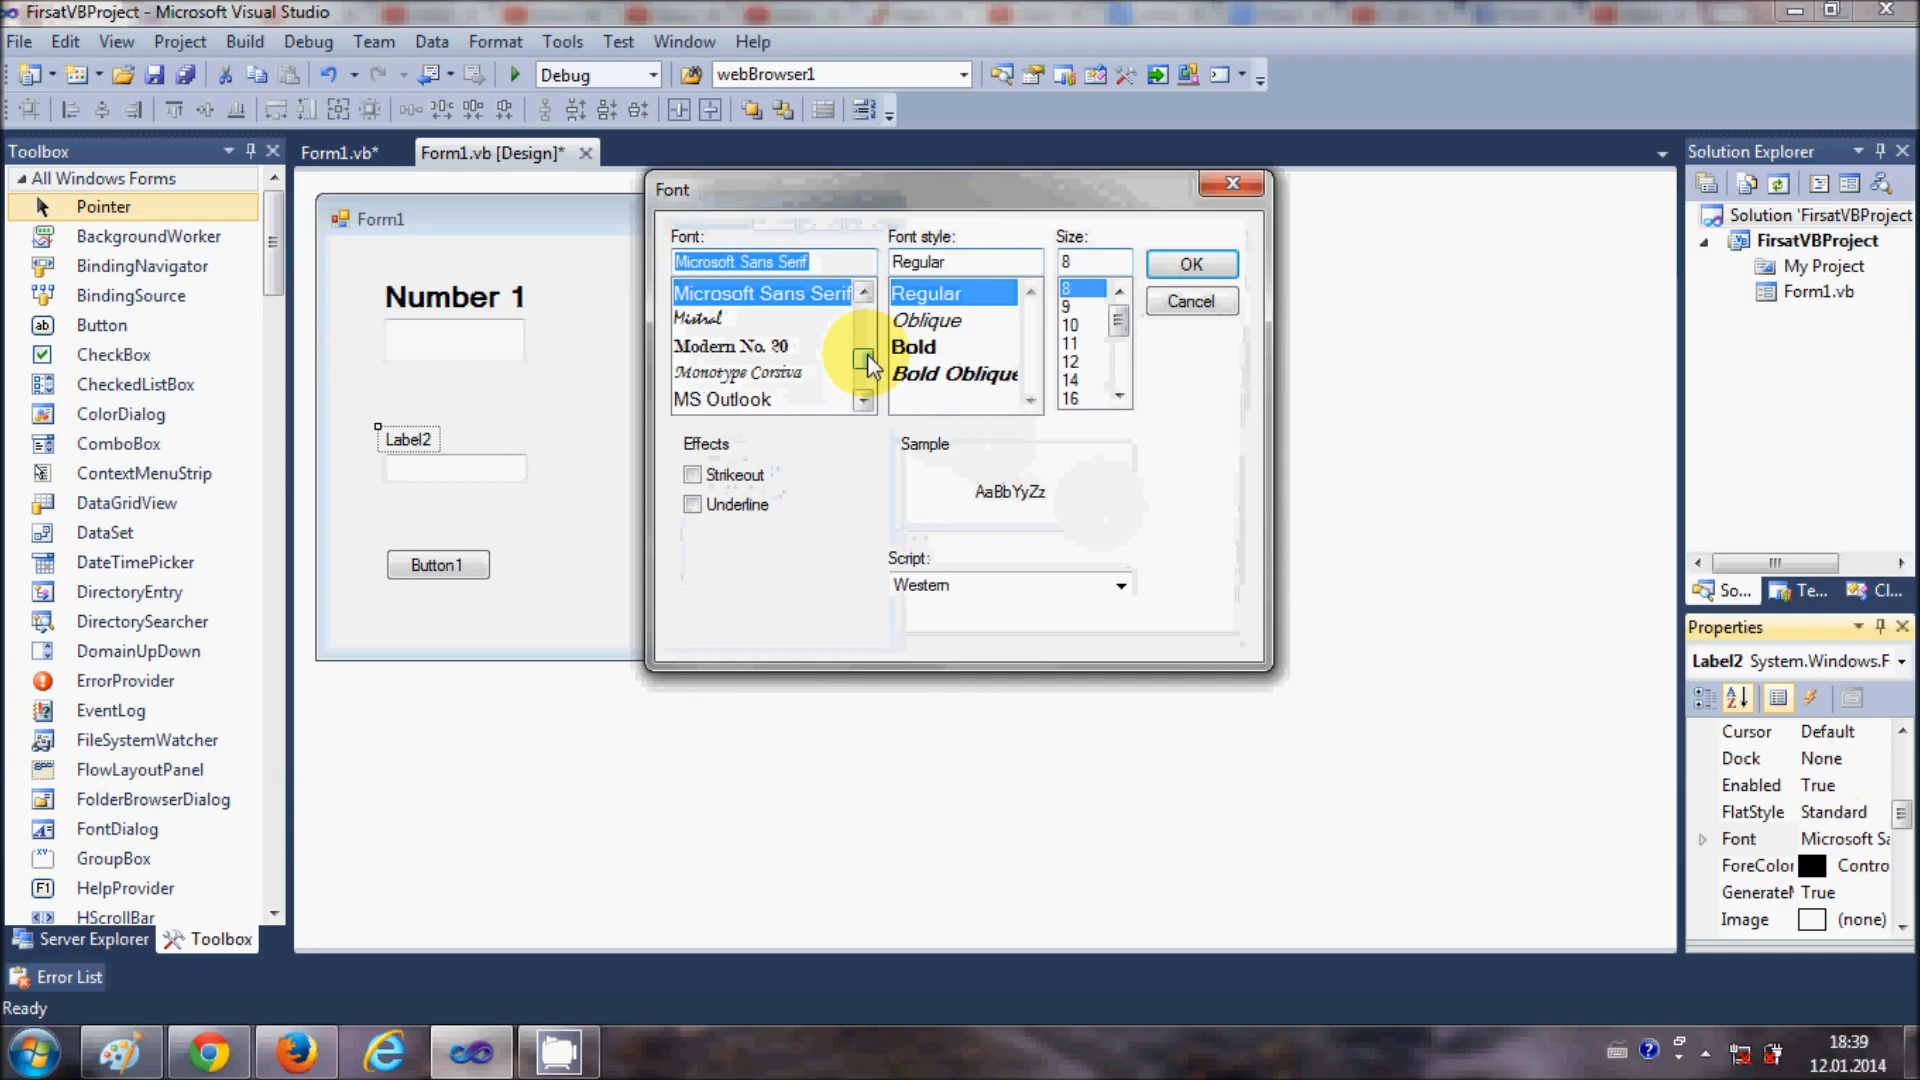 FirsatVBProject - Microsoft Visual Studio
File Edit View Project Build Debug Team Data Format Tools Test Window Help
Debug webBrowser1
Toolbox
All Windows Forms
Pointer
BackgroundWorker
BindingNavigator
BindingSource
Button
CheckBox
CheckedListBox
ColorDialog
ComboBox
ContextMenuStrip
DataGridView
DataSet
DateTimePicker
DirectoryEntry
DirectorySearcher
DomainUpDown
ErrorProvider
EventLog
FileSystemWatcher
FlowLayoutPanel
FolderBrowserDialog
FontDialog
GroupBox
HelpProvider
HScrollBar
Server Explorer Toolbox
Error List
Ready
Form1.vb* Form1.vb [Design]*
Form1
Number 1
Label2
Button1
Font
Font: Font style: Size:
Microsoft Sans Serif Regular 8
Microsoft Sans Serif
Mistral
Modern No. 20
Monotype Corsiva
MS Outlook
Regular
Oblique
Bold
Bold Oblique
8
9
10
11
12
14
16
OK
Cancel
Effects
Strikeout
Underline
Sample
AaBbYyZz
Script:
Western
Solution Explorer
Solution 'FirsatVBProject
FirsatVBProject
My Project
Form1.vb
So... Te... Cl...
Properties
Label2 System.Windows.F
Cursor Default
Dock None
Enabled True
FlatStyle Standard
Font Microsoft Sa
ForeColor Contro
GenerateM True
Image (none)
18:39
12.01.2014